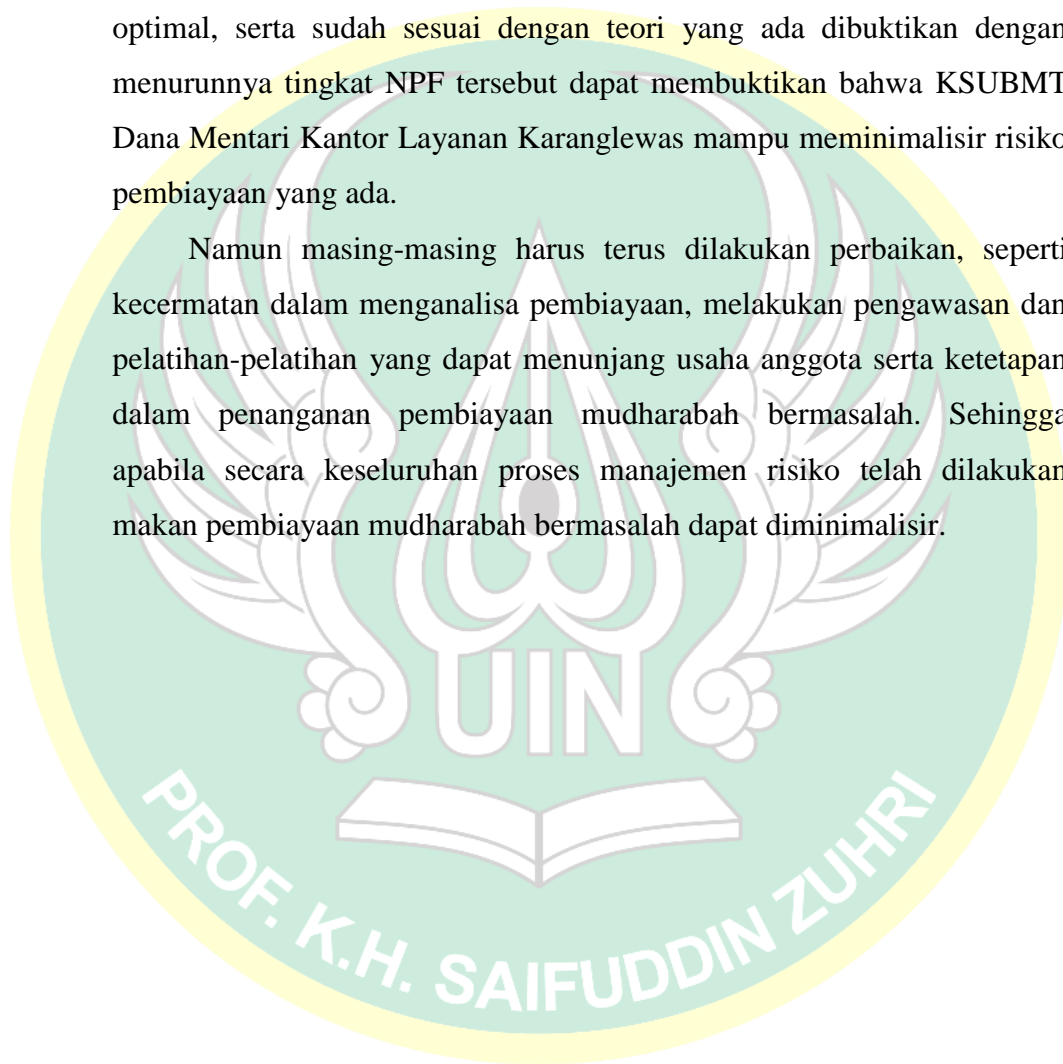 optimal, serta sudah sesuai dengan teori yang ada dibuktikan dengan
menurunnya tingkat NPF tersebut dapat membuktikan bahwa KSUBMT
Dana Mentari Kantor Layanan Karanglewas mampu meminimalisir risiko
pembiayaan yang ada.
Namun masing-masing harus terus dilakukan perbaikan, seperti
kecermatan dalam menganalisa pembiayaan, melakukan pengawasan dan
pelatihan-pelatihan yang dapat menunjang usaha anggota serta ketetapan
dalam penanganan pembiayaan mudharabah bermasalah. Sehingga
apabila secara keseluruhan proses manajemen risiko telah dilakukan
makan pembiayaan mudharabah bermasalah dapat diminimalisir.
UIN
PROF. K.H. SAIFUDDIN ZUHRI